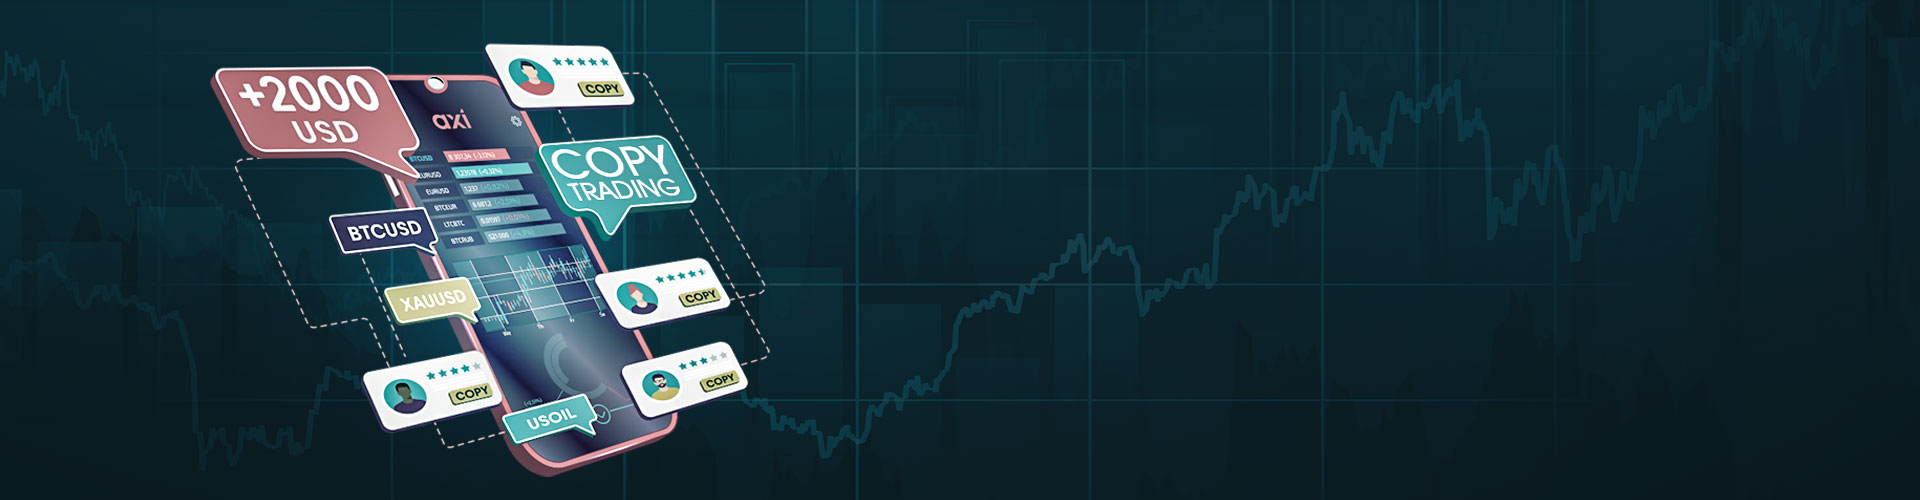 +2000
USD
COPY
axi
COPY
TRADING
BTCUSD
EURUSD
EURUSD
BTCEUR
LTCBTC
BTCRUB
BTCUSD
XAUUSD
COPY
COPY
COPY
USOIL